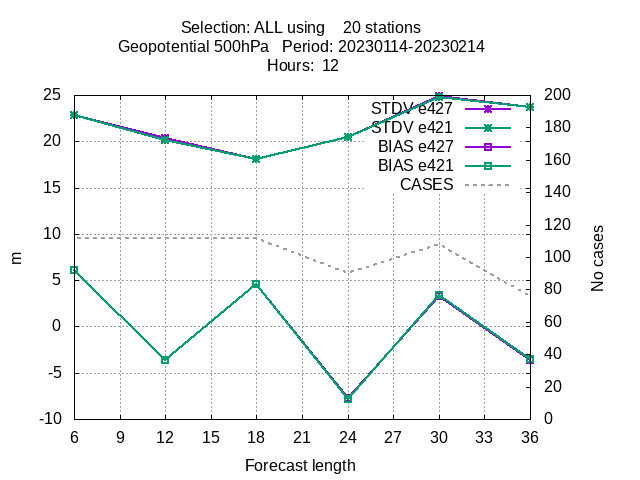 Selection: ALL using    20 stations
Geopotential 500hPa   Period: 20230114-20230214
Hours:  12
25
20
15
10
5
0
-5
-10
m
STDV e427
STDV e421
BIAS e427
BIAS e421
CASES
200
180
160
140
120
100
80
60
40
20
0
No cases
6 9 12 15 18 21 24 27 30 33 36
Forecast length